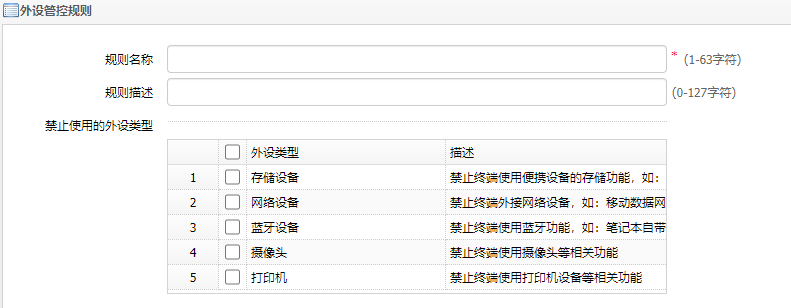 外设管控规则
规则名称 * (1-63字符)
规则描述 (0-127字符)
禁止使用的外设类型
外设类型 描述
1 存储设备 禁止终端使用便携设备的存储功能，如：
2 网络设备 禁止终端外接网络设备，如：移动数据网
3 蓝牙设备 禁止终端使用蓝牙功能，如：笔记本自带
4 摄像头 禁止终端使用摄像头等相关功能
5 打印机 禁止终端使用打印机设备等相关功能